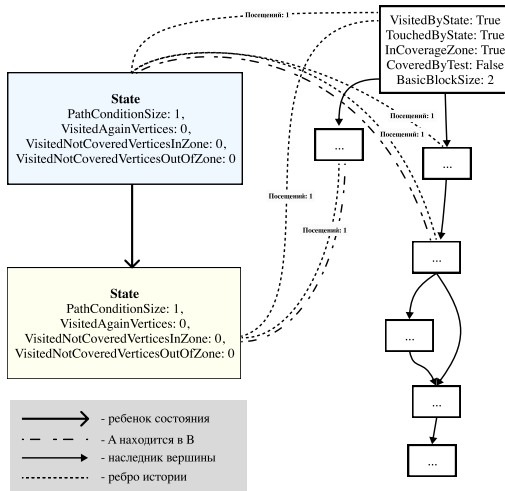 Посещений: 1
VisitedByState: True
TouchedByState: True
InCoverageZone: True
CoveredByTest: False
BasicBlockSize: 2
State
PathConditionSize: 1,
VisitedAgainVertices: 0,
VisitedNotCoveredVerticesInZone: 0,
VisitedNotCoveredVerticesOutOfZone: 0
Посещений: 1
Посещений: 1
...
...
Посещений: 1
Посещений: 1
...
State
PathConditionSize: 1,
VisitedAgainVertices: 0,
VisitedNotCoveredVerticesInZone: 0,
VisitedNotCoveredVerticesOutOfZone: 0
...
...
...
- ребенок состояния
- А находится в В
- наследник вершины
- ребро истории